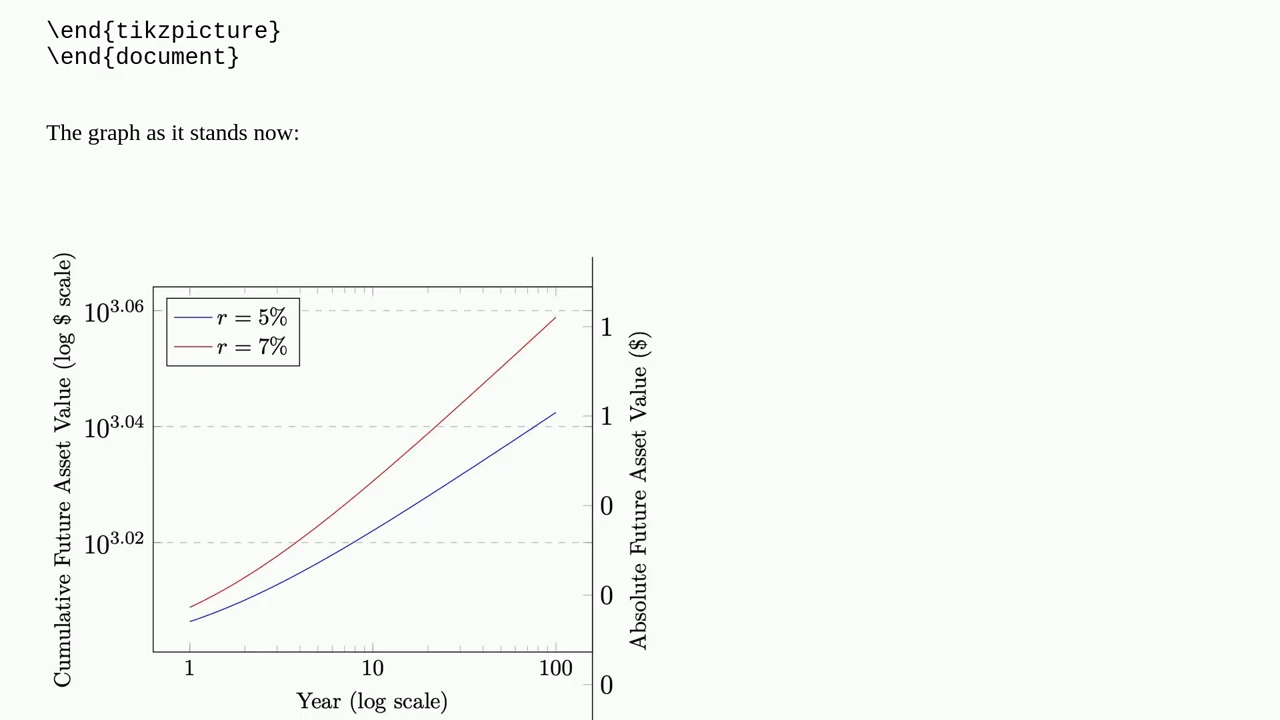 \end{tikzpicture}
\end{document}
The graph as it stands now:
Cumulative Future Asset Value (log $ scale)
10^3.06
10^3.04
10^3.02
r = 5%
r = 7%
1
1
0
0
0
Absolute Future Asset Value ($)
1 10 100
Year (log scale)